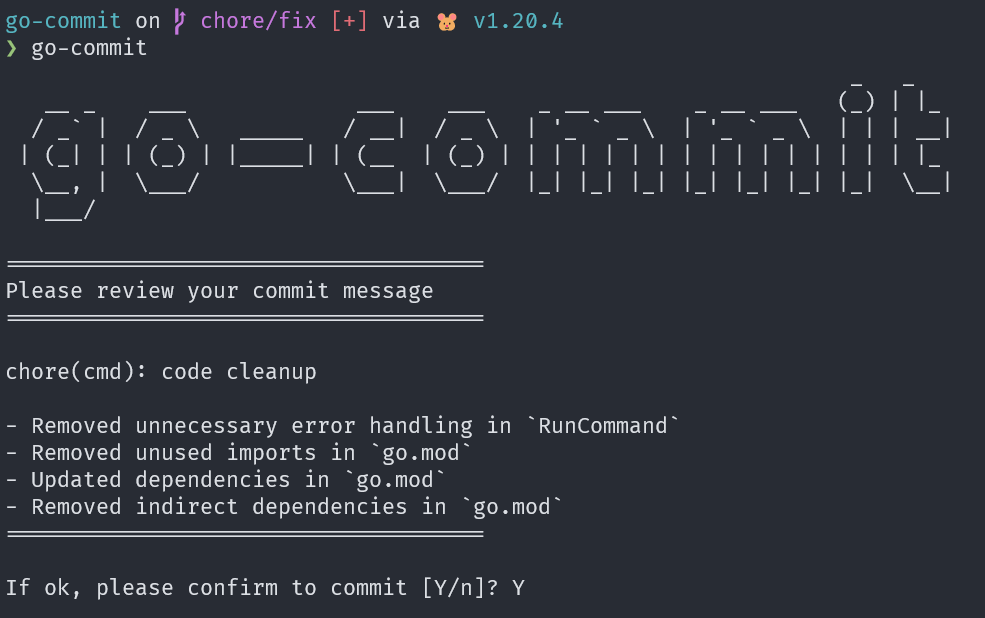 go-commit on chore/fix [+] via 🐹 v1.20.4
❯ go-commit
go-commit
Please review your commit message
chore(cmd): code cleanup
- Removed unnecessary error handling in `RunCommand`
- Removed unused imports in `go.mod`
- Updated dependencies in `go.mod`
- Removed indirect dependencies in `go.mod`
If ok, please confirm to commit [Y/n]? Y